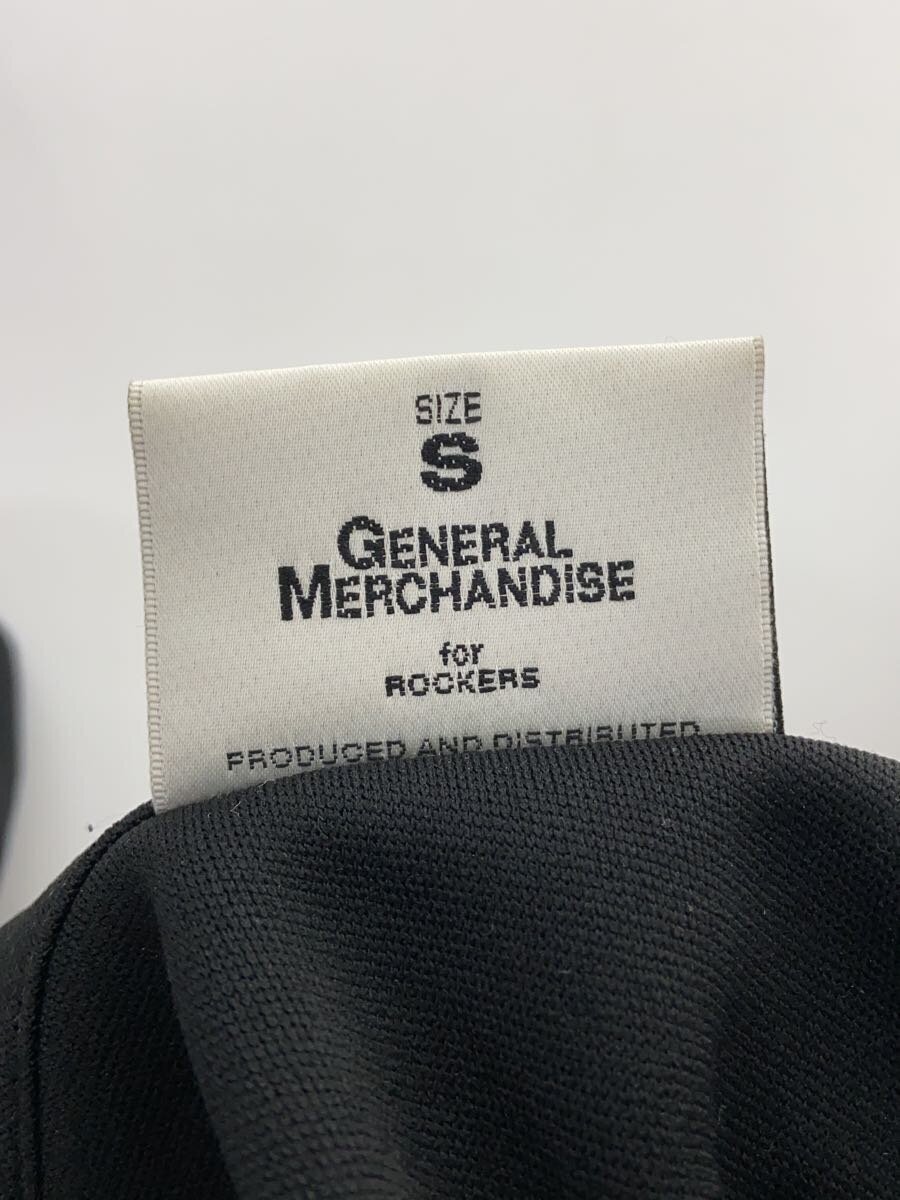 SIZE
S
GENERAL
MERCHANDISE
for
ROCKERS
PRODUCED AND DISTRIBUTED